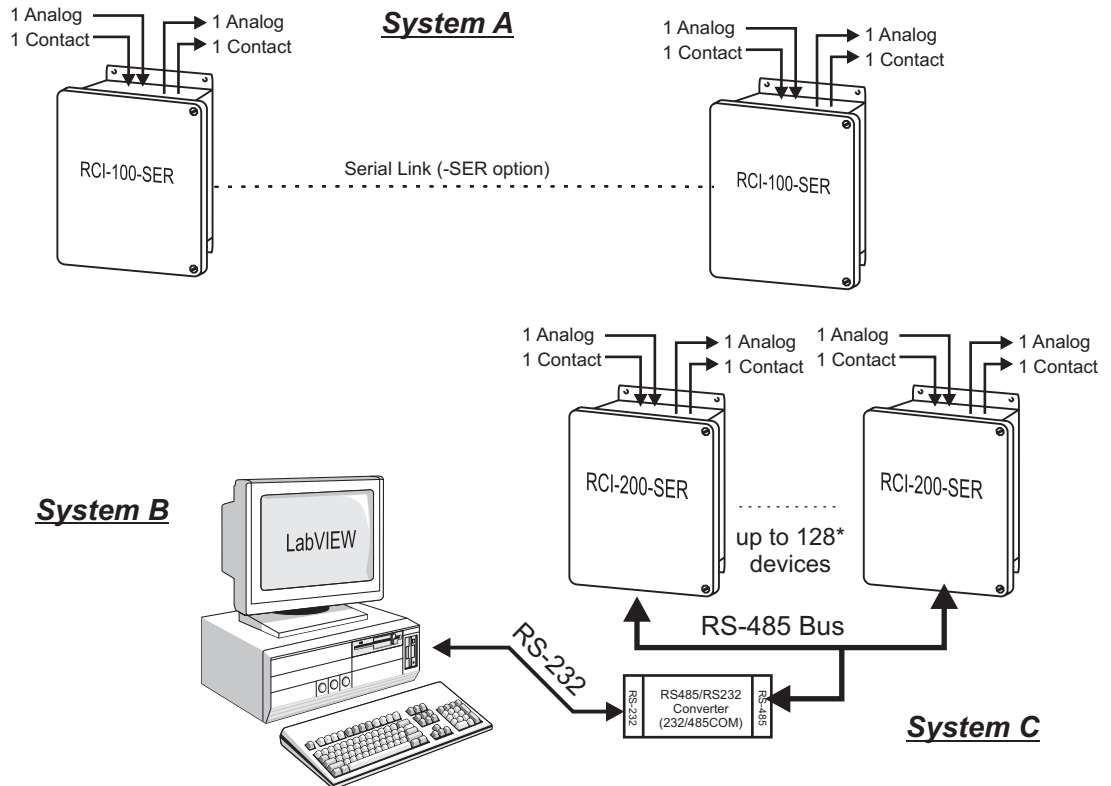 System A
1 Analog
1 Contact
1 Analog
1 Contact
1 Analog
1 Contact
1 Analog
1 Contact
RCI-100-SER
Serial Link (-SER option)
RCI-100-SER
1 Analog
1 Contact
1 Analog
1 Contact
1 Analog
1 Contact
1 Analog
1 Contact
RCI-200-SER
RCI-200-SER
up to 128*
devices
System B
LabVIEW
RS-485 Bus
RS-232
RS-232
RS485/RS232
Converter
(232/485COM)
RS-485
System C